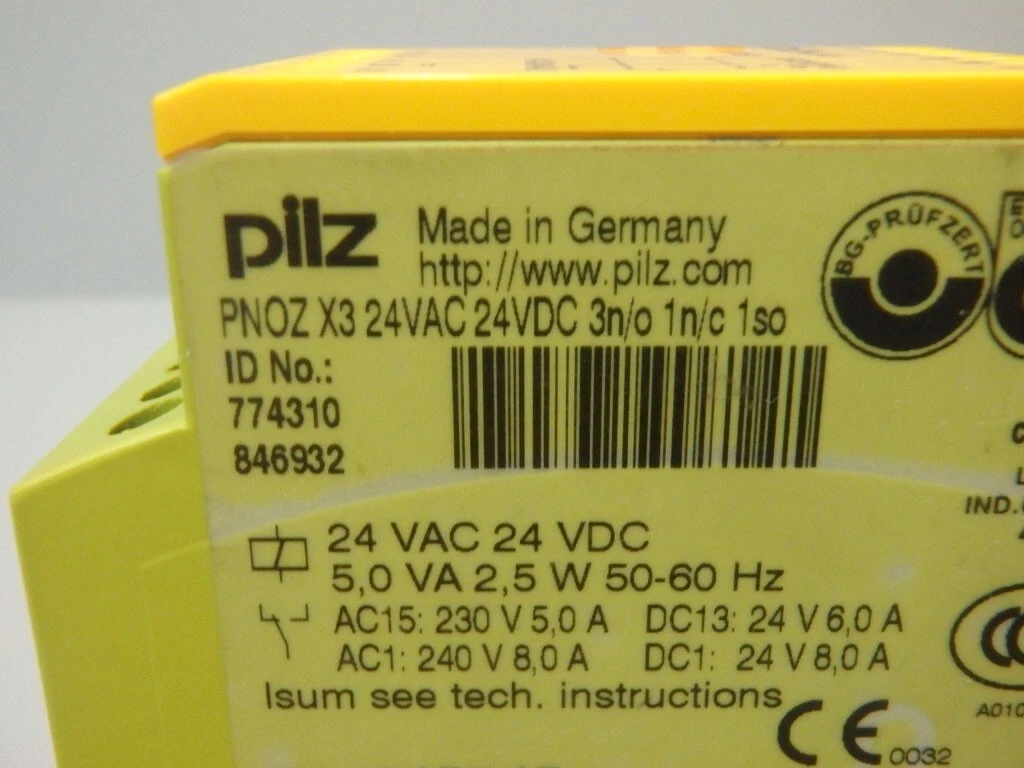 pilz
Made in Germany
http://www.pilz.com
BG-PRÜFZERT
PNOZ X3 24VAC 24VDC 3n/o 1n/c 1so
ID No.:
774310
846932
IND.
24 VAC 24 VDC
5,0 VA 2,5 W 50-60 Hz
AC15: 230 V 5,0 A DC13: 24 V 6,0 A
AC1: 240 V 8,0 A DC1: 24 V 8,0 A
Isum see tech. instructions
A010
CE 0032